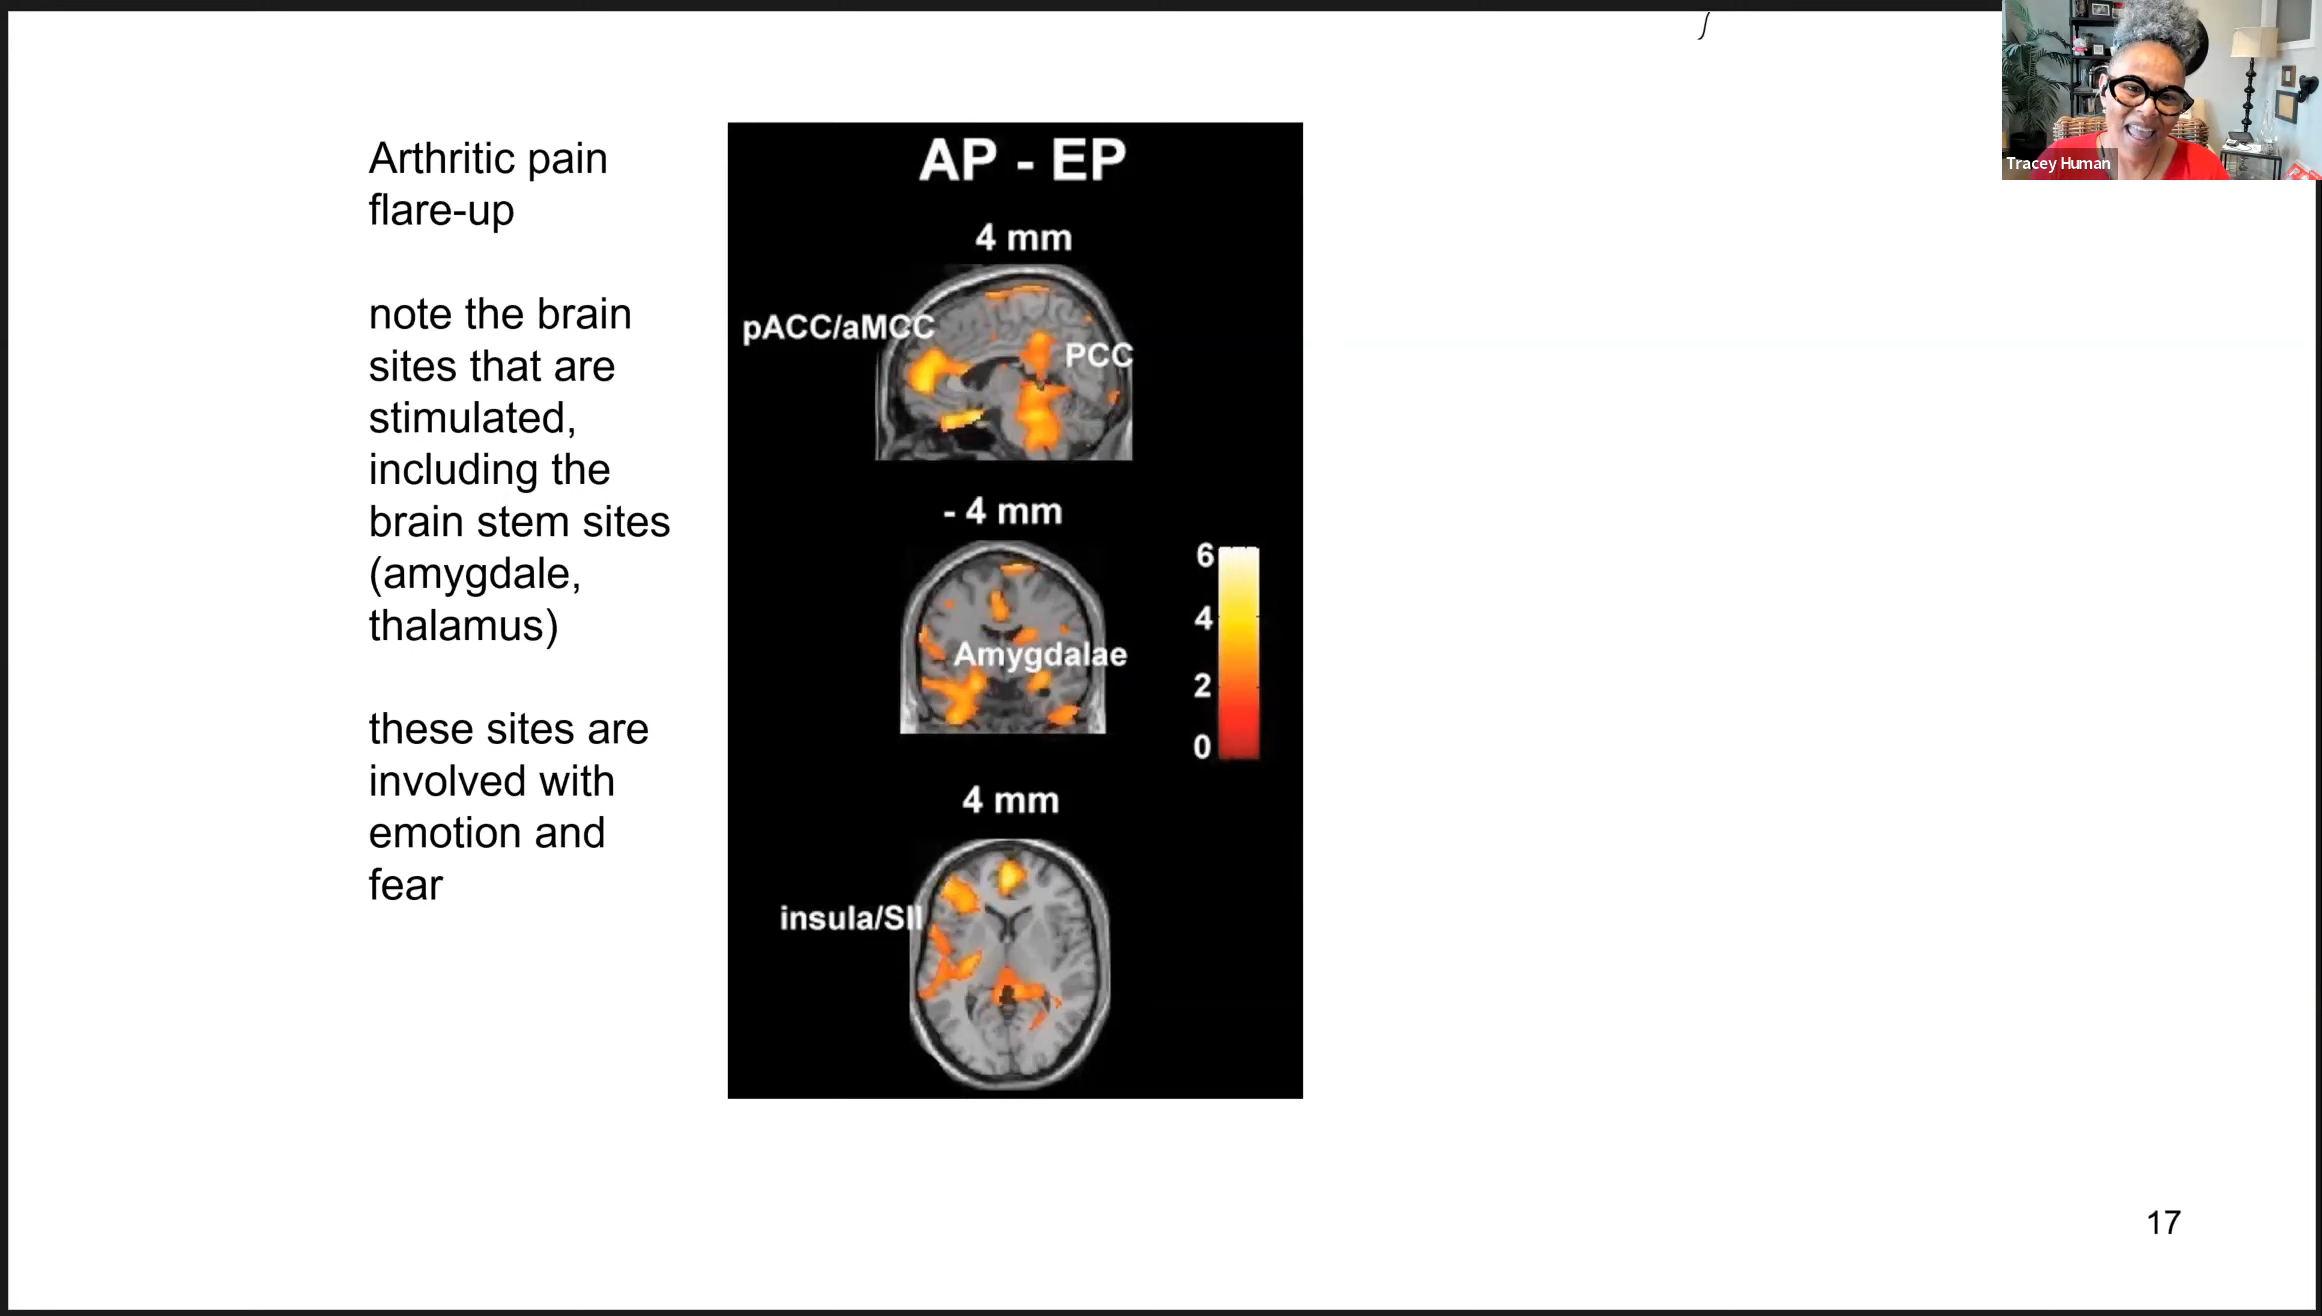 Arthritic pain
flare-up
note the brain
sites that are
stimulated,
including the
brain stem sites
(amygdale,
thalamus)
these sites are
involved with
emotion and
fear
AP - EP
4 mm
pACC/aMCC
PCC
- 4 mm
Amygdalae
6
4
2
0
4 mm
insula/SII
Tracey Human
17